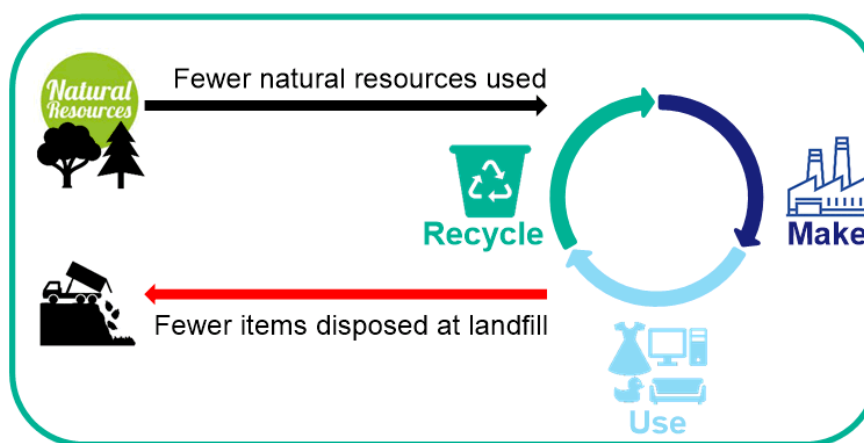 Natural
Resources
Fewer natural resources used
Recycle
Make
Fewer items disposed at landfill
Use